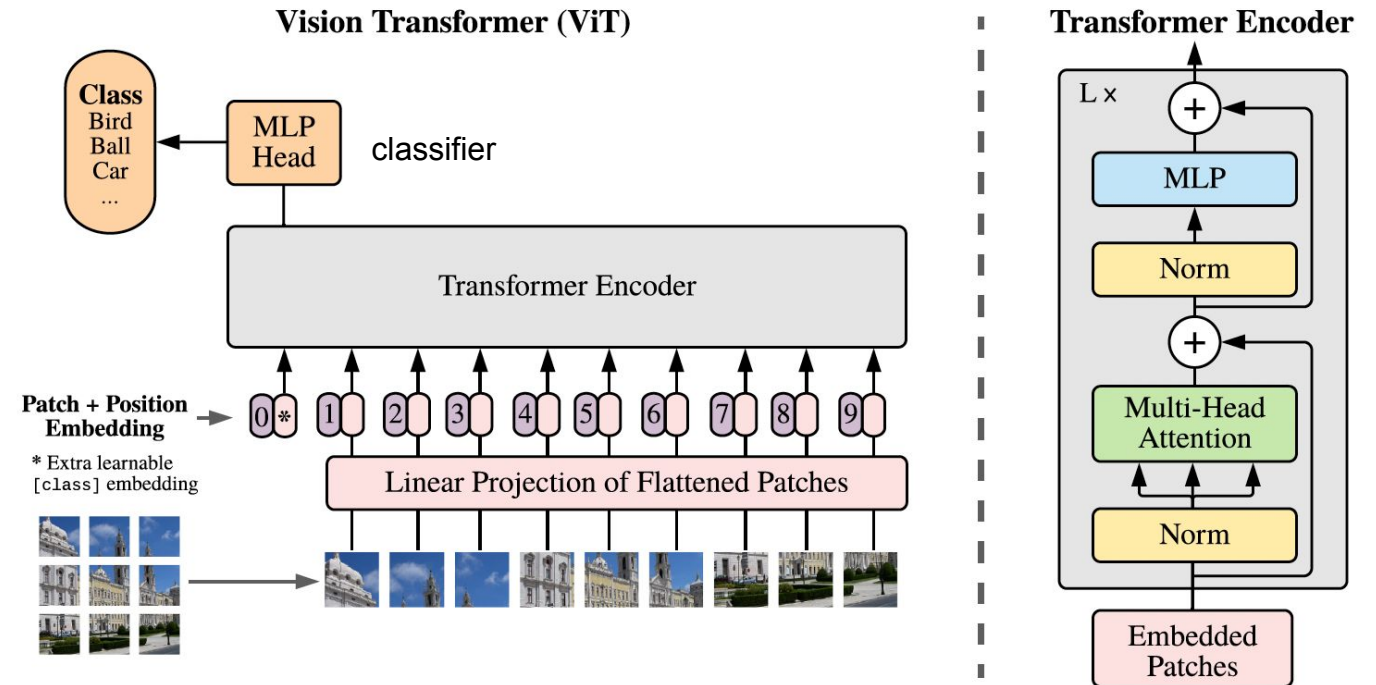 Vision Transformer (ViT)
Class
Bird
Ball
Car
...
MLP
Head
classifier
Transformer Encoder
Patch + Position
Embedding
* Extra learnable
[class] embedding
0 * 1 2 3 4 5 6 7 8 9
Linear Projection of Flattened Patches
Transformer Encoder
L ×
+
MLP
Norm
+
Multi-Head
Attention
Norm
Embedded
Patches